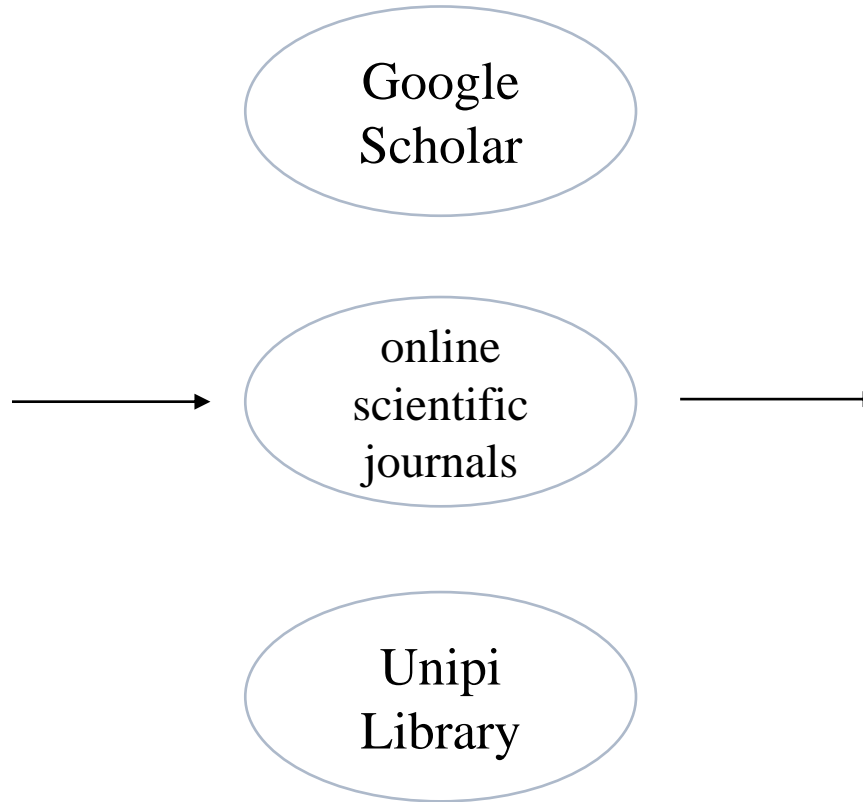 Google
Scholar
online
scientific
journals
Unipi
Library